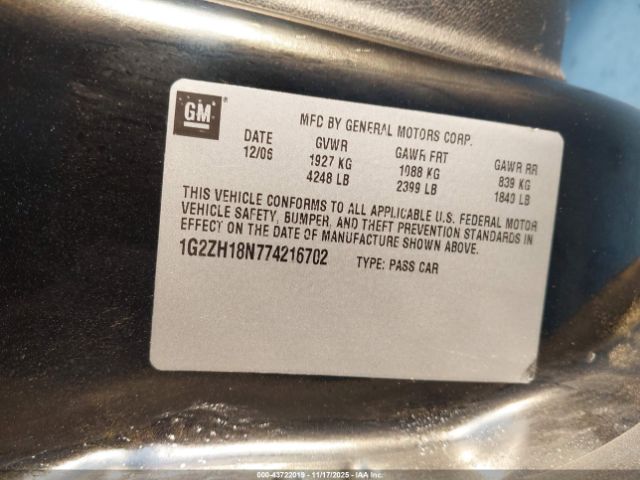 GM®
MFD BY GENERAL MOTORS CORP.
DATE GVWR GAWR FRT GAWR RR
12/06 1927 KG 1088 KG 839 KG
4248 LB 2399 LB 1840 LB
THIS VEHICLE CONFORMS TO ALL APPLICABLE U.S. FEDERAL MOTOR
VEHICLE SAFETY, BUMPER, AND THEFT PREVENTION STANDARDS IN
EFFECT ON THE DATE OF MANUFACTURE SHOWN ABOVE.
1G2ZH18N774216702 TYPE: PASS CAR
000-43722019 - 11/17/2025 - IAAI.com